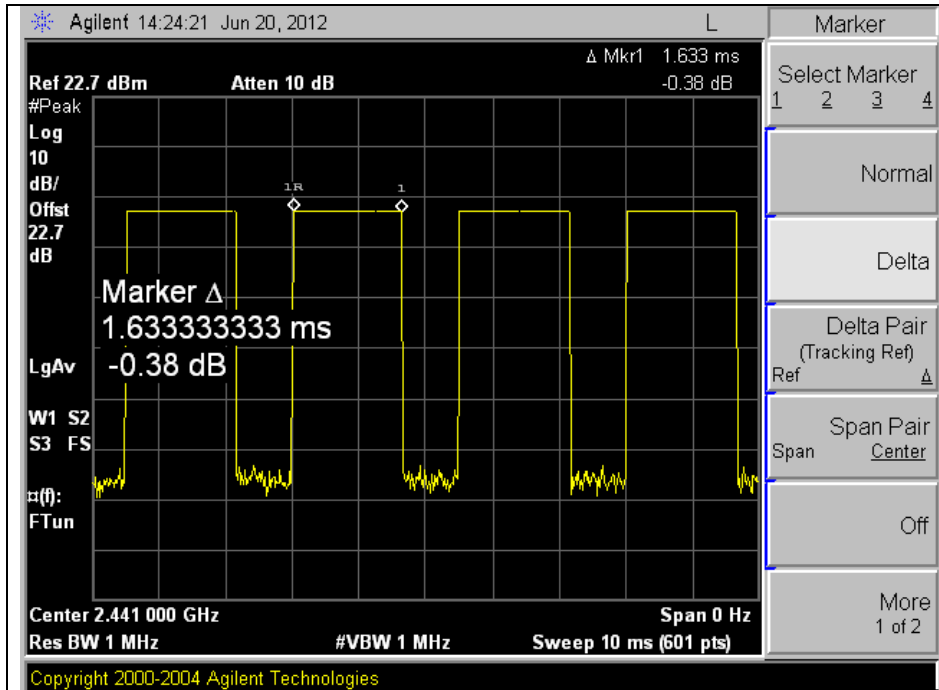 Agilent 14:24:21 Jun 20, 2012 L
Δ Mkr1 1.633 ms
Ref 22.7 dBm Atten 10 dB -0.38 dB
#Peak
Log
10
dB/
Offst
22.7
dB
1R 1
Marker Δ
1.633333333 ms
-0.38 dB
LgAv
W1 S2
S3 FS
¤(f):
FTun
Center 2.441 000 GHz Span 0 Hz
Res BW 1 MHz #VBW 1 MHz Sweep 10 ms (601 pts)
Copyright 2000-2004 Agilent Technologies
Marker
Select Marker
1 2 3 4
Normal
Delta
Delta Pair
(Tracking Ref)
Ref Δ
Span Pair
Span Center
Off
More
1 of 2